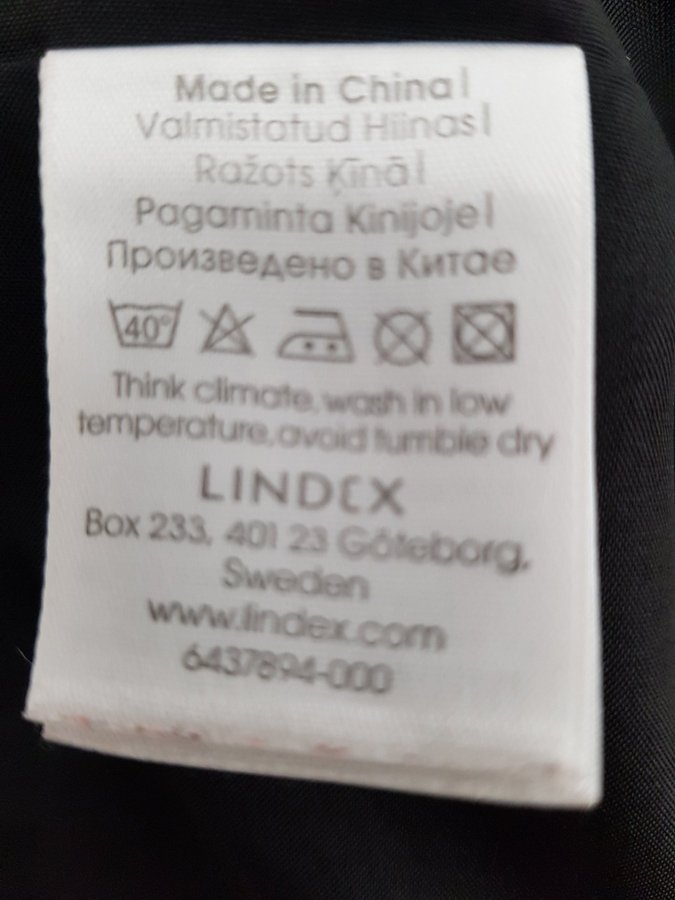 Made in China|
Valmistatud Hiinas|
Ražots Ķīnā|
Pagaminta Kinijoje|
Произведено в Китае
40°
Think climate, wash in low
temperature, avoid tumble dry
LINDEX
Box 233, 401 23 Göteborg,
Sweden
www.lindex.com
6437894-000